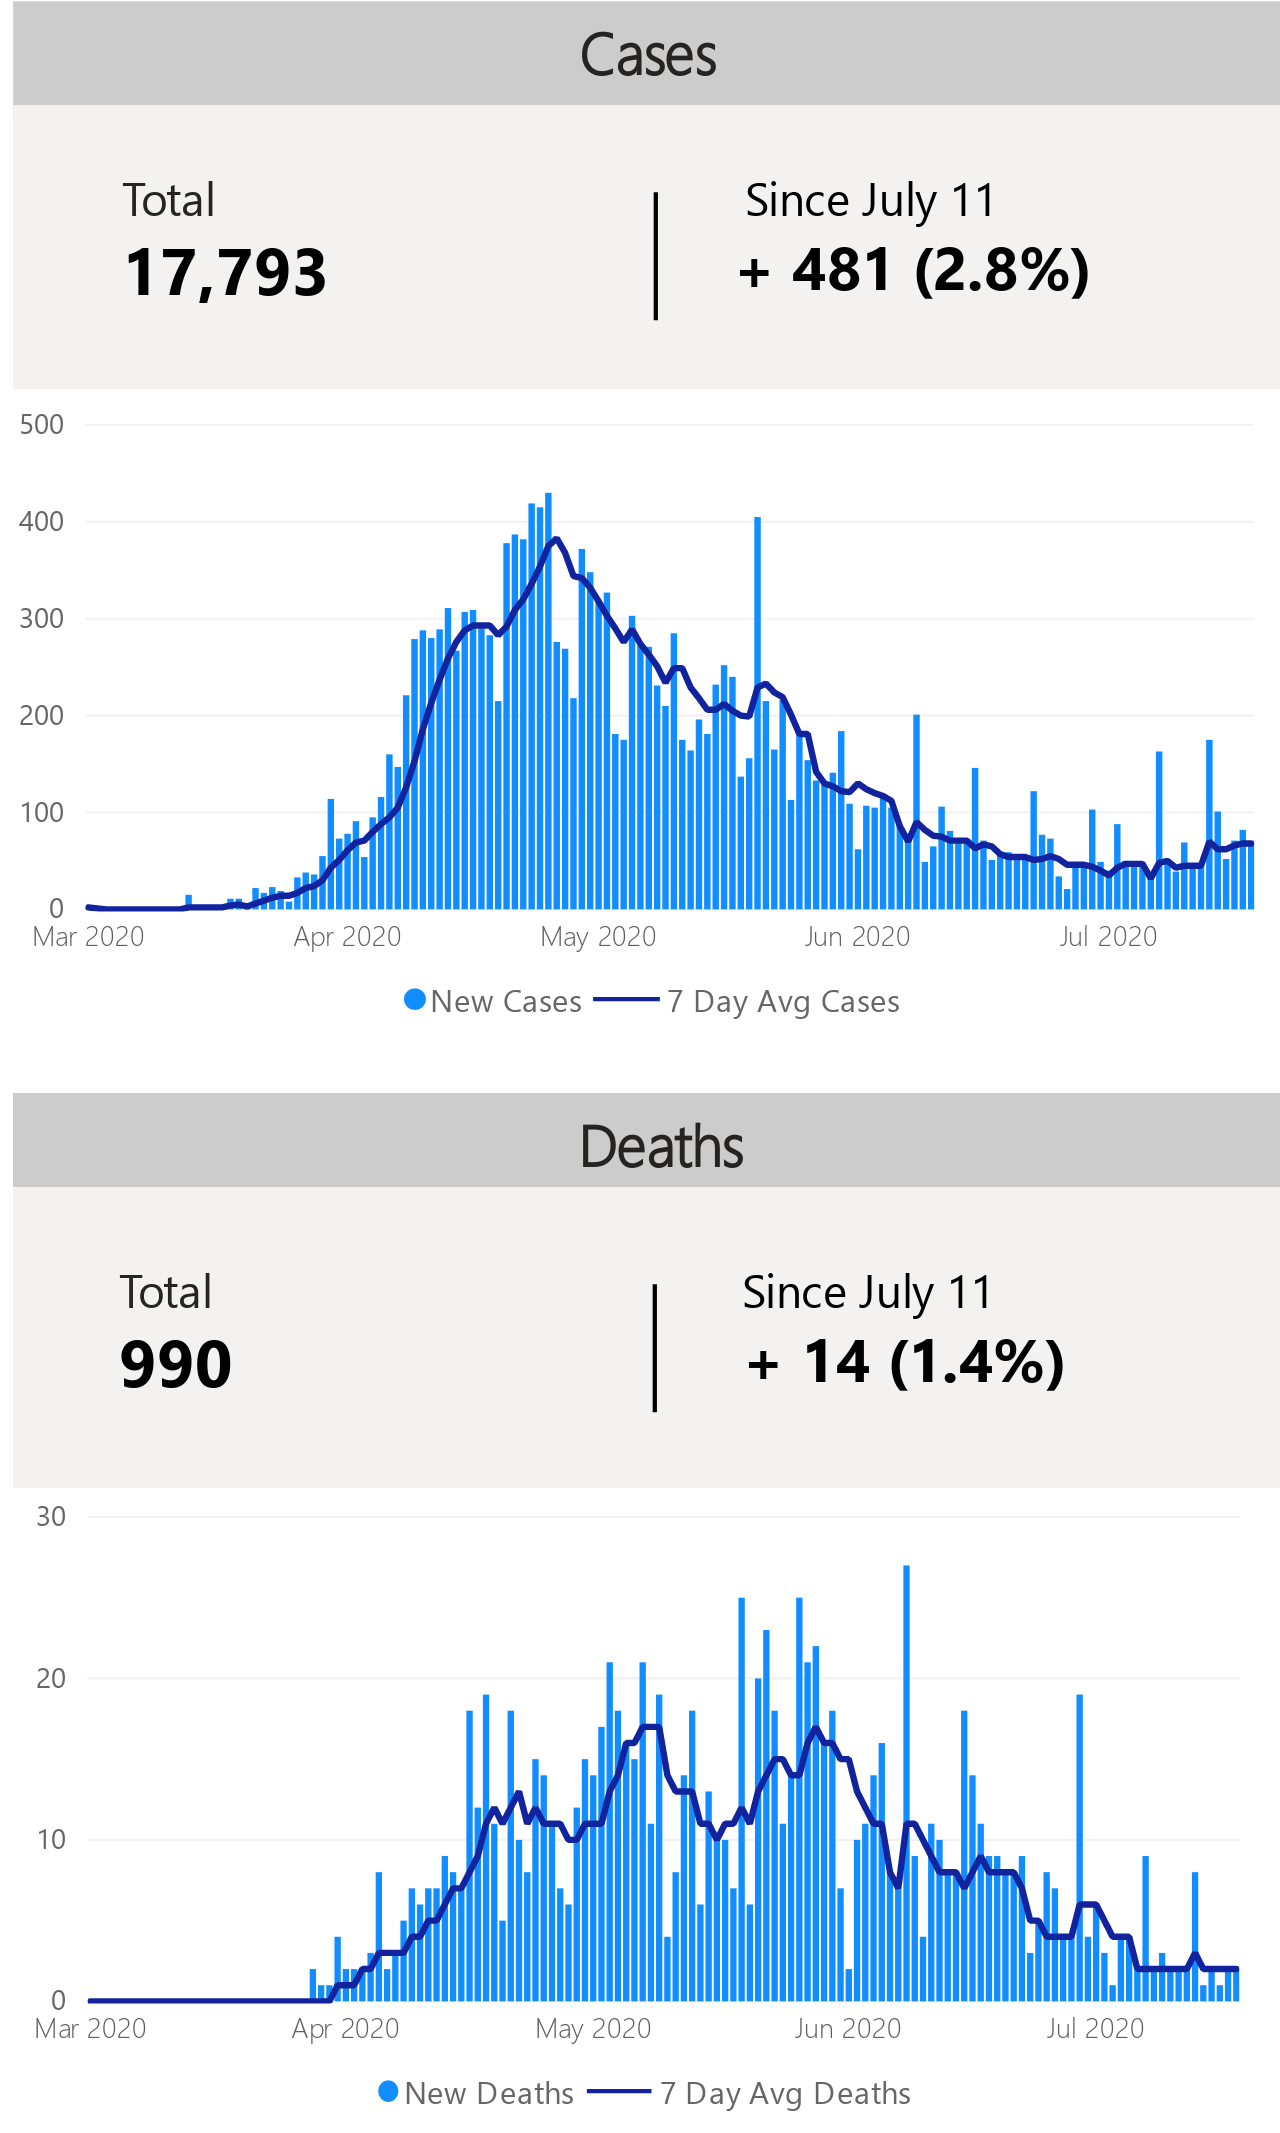 Cases
Total
Since July 11
17,793
+ 481 (2.8%)
500
400
300
200
100
0
Mar 2020 Apr 2020 May 2020 Jun 2020 Jul 2020
New Cases 7 Day Avg Cases
Deaths
Total
Since July 11
990
+ 14 (1.4%)
30
20
10
0
Mar 2020 Apr 2020 May 2020 Jun 2020 Jul 2020
New Deaths 7 Day Avg Deaths